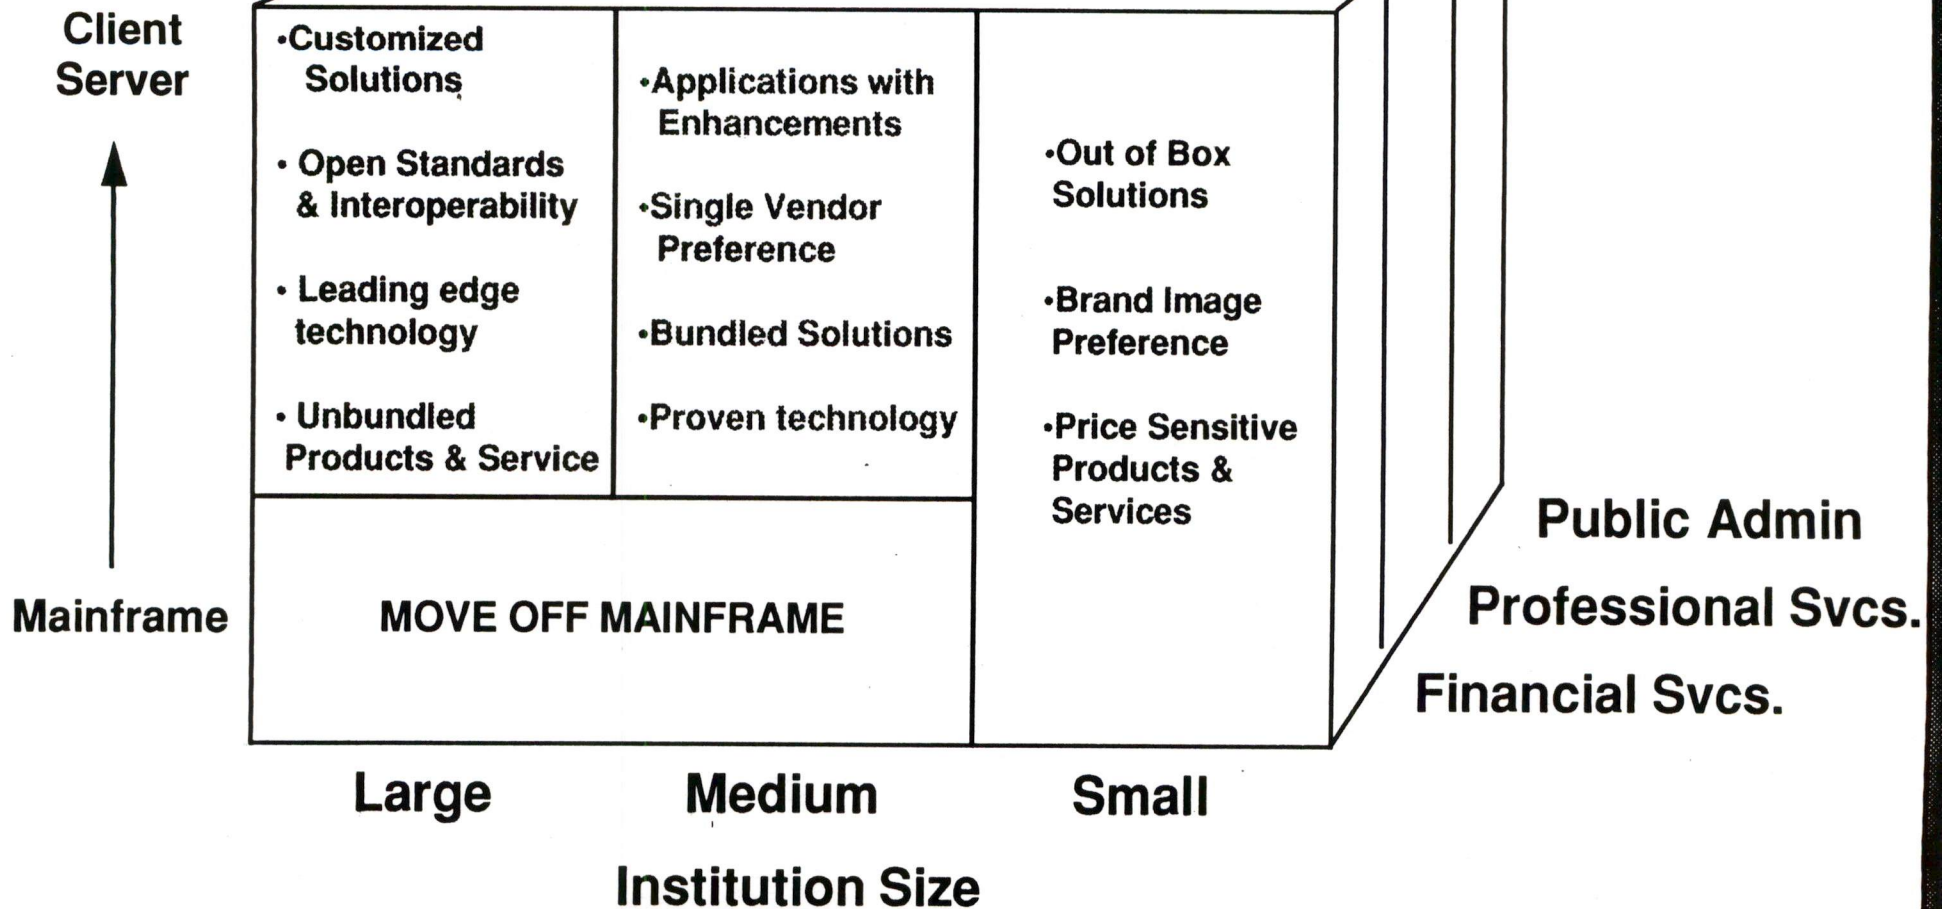 Client
Server
•Customized
Solutions
• Open Standards
& Interoperability
• Leading edge
technology
• Unbundled
Products & Service
•Applications with
Enhancements
•Single Vendor
Preference
•Bundled Solutions
•Proven technology
•Out of Box
Solutions
•Brand Image
Preference
•Price Sensitive
Products &
Services
Mainframe
MOVE OFF MAINFRAME
Public Admin
Professional Svcs.
Financial Svcs.
Large
Medium
Small
Institution Size